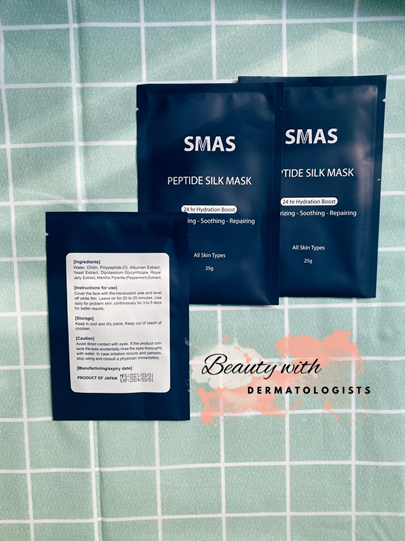 SMAS
PEPTIDE SILK MASK
24 hr Hydration Boost
ing - Soothing - Repairing
All Skin Types
25g
SMAS
TIDE SILK MASK
24 hr Hydration Boost
rizing - Soothing - Repairing
All Skin Types
25g
[Ingredients]
Water, Chitin, Polypeptide-23, Albumen Extract,
Yeast Extract, Dipotassium Glycyrrhizate, Royal
Jelly Extract, Mentha Piperita (Peppermint) Extract
[Instructions for use]
Cover the face with the translucent side and level
off white film. Leave on for 20 to 25 minutes. Use
daily for problem skin, continuously for 3 to 5 days
for better results.
[Storage]
Keep in cool and dry place. Keep out of reach of
children.
[Caution]
Avoid direct contact with eyes. If the product con-
tacts the eyes accidentally, rinse the eyes thoroughly
with water. In case irritation occurs and persists,
stop using and consult a physician immediately.
[Manufacturing/expiry date]
PRODUCT OF JAPAN
Beauty with
DERMATOLOGISTS